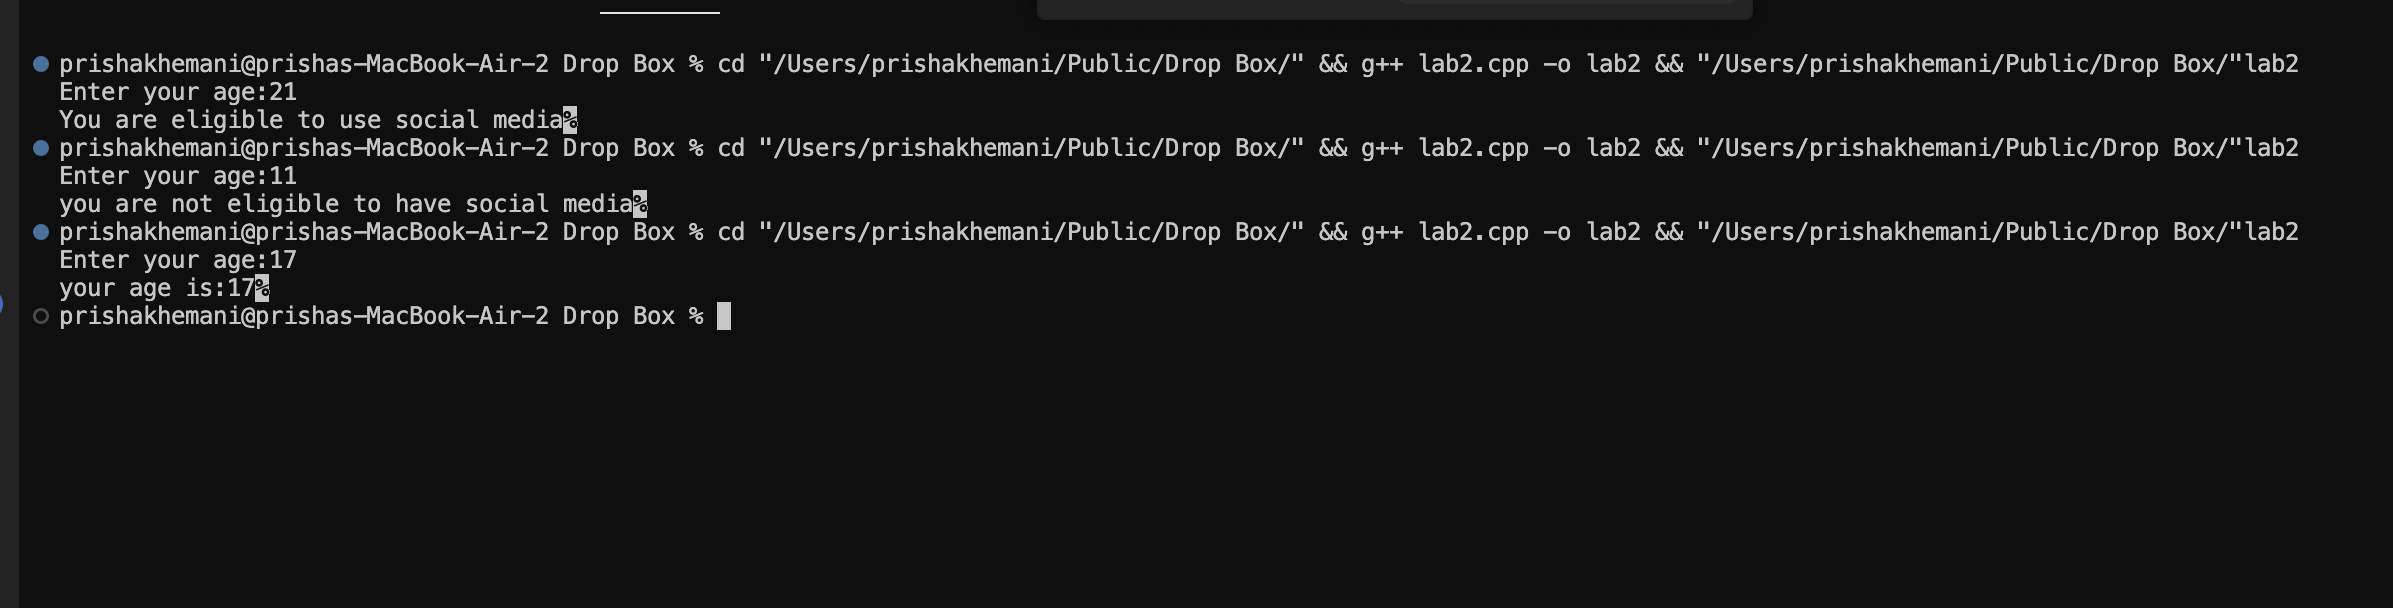 prishakhemani@prishas-MacBook-Air-2 Drop Box % cd "/Users/prishakhemani/Public/Drop Box/" && g++ lab2.cpp -o lab2 && "/Users/prishakhemani/Public/Drop Box/"lab2
Enter your age:21
You are eligible to use social media%
prishakhemani@prishas-MacBook-Air-2 Drop Box % cd "/Users/prishakhemani/Public/Drop Box/" && g++ lab2.cpp -o lab2 && "/Users/prishakhemani/Public/Drop Box/"lab2
Enter your age:11
you are not eligible to have social media%
prishakhemani@prishas-MacBook-Air-2 Drop Box % cd "/Users/prishakhemani/Public/Drop Box/" && g++ lab2.cpp -o lab2 && "/Users/prishakhemani/Public/Drop Box/"lab2
Enter your age:17
your age is:17%
prishakhemani@prishas-MacBook-Air-2 Drop Box %